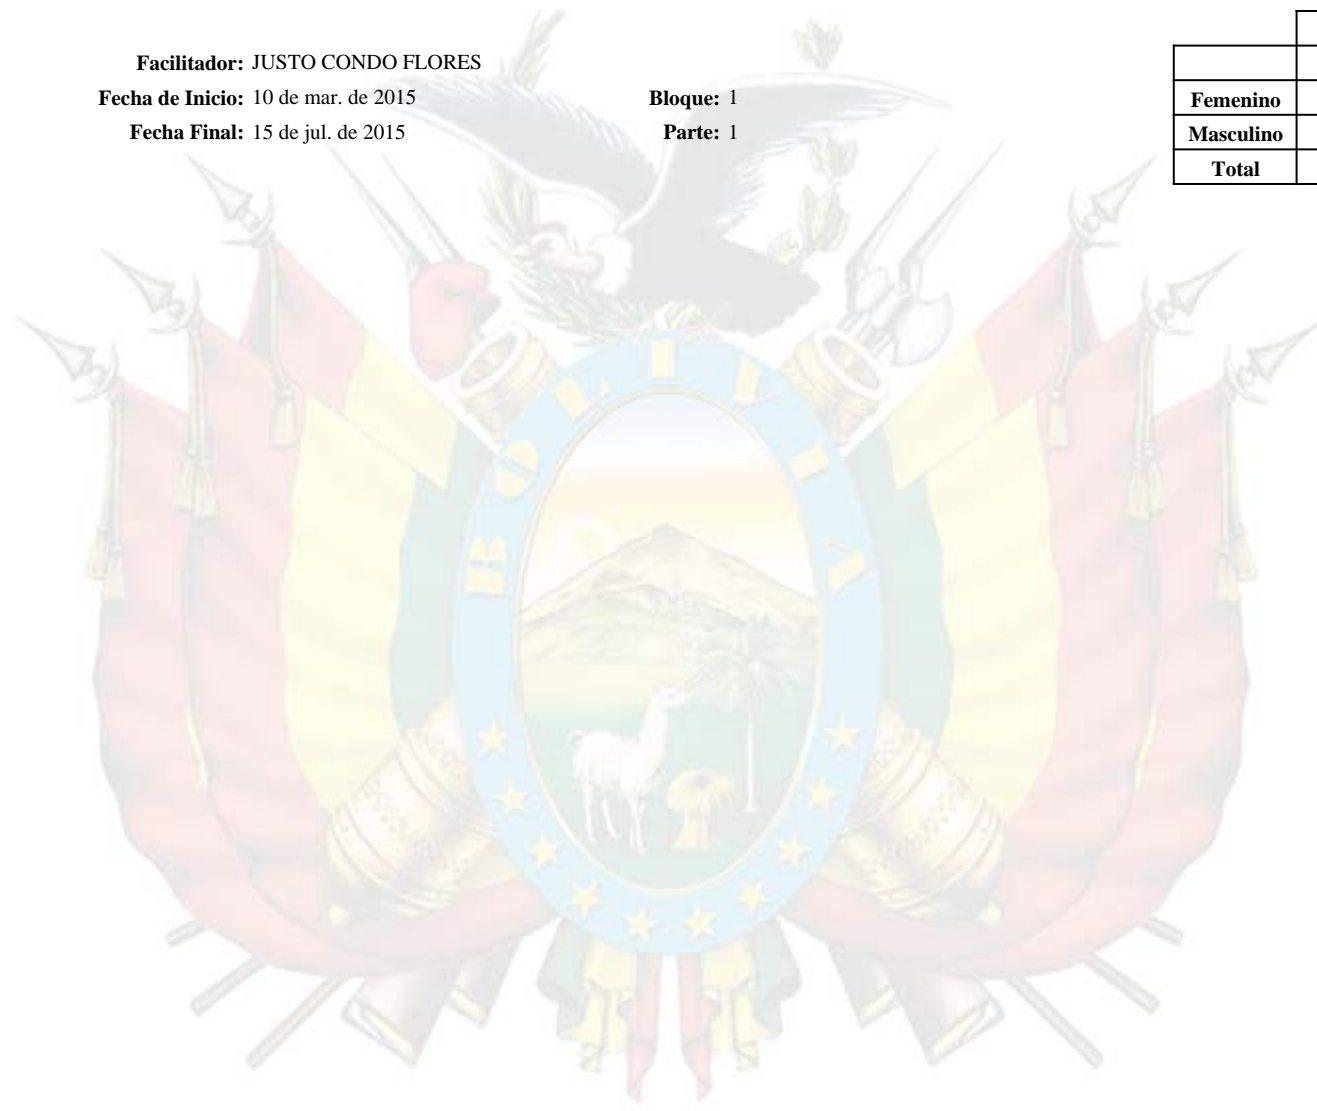 Facilitador: JUSTO CONDO FLORES
Fecha de Inicio: 10 de mar. de 2015 Bloque: 1
Fecha Final: 15 de jul. de 2015 Parte: 1
Femenino
Masculino
Total
BOLIVIA